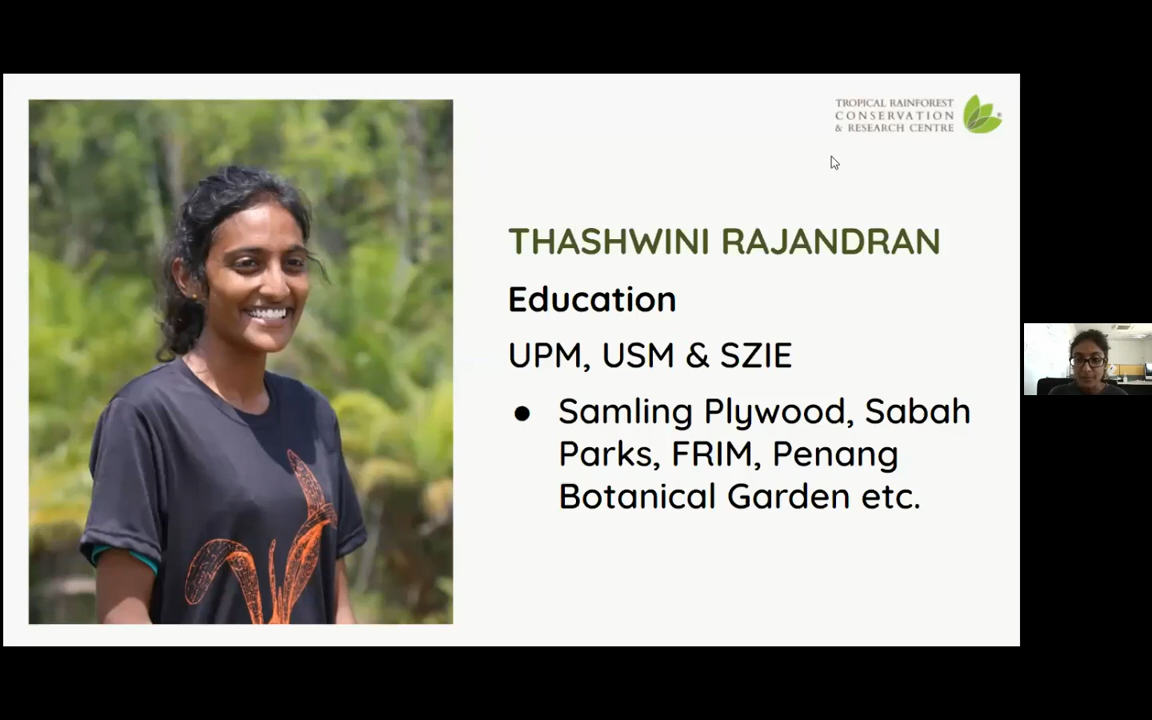 TROPICAL RAINFOREST
CONSERVATION
& RESEARCH CENTRE
THASHWINI RAJANDRAN
Education
UPM, USM & SZIE
● Samling Plywood, Sabah
Parks, FRIM, Penang
Botanical Garden etc.